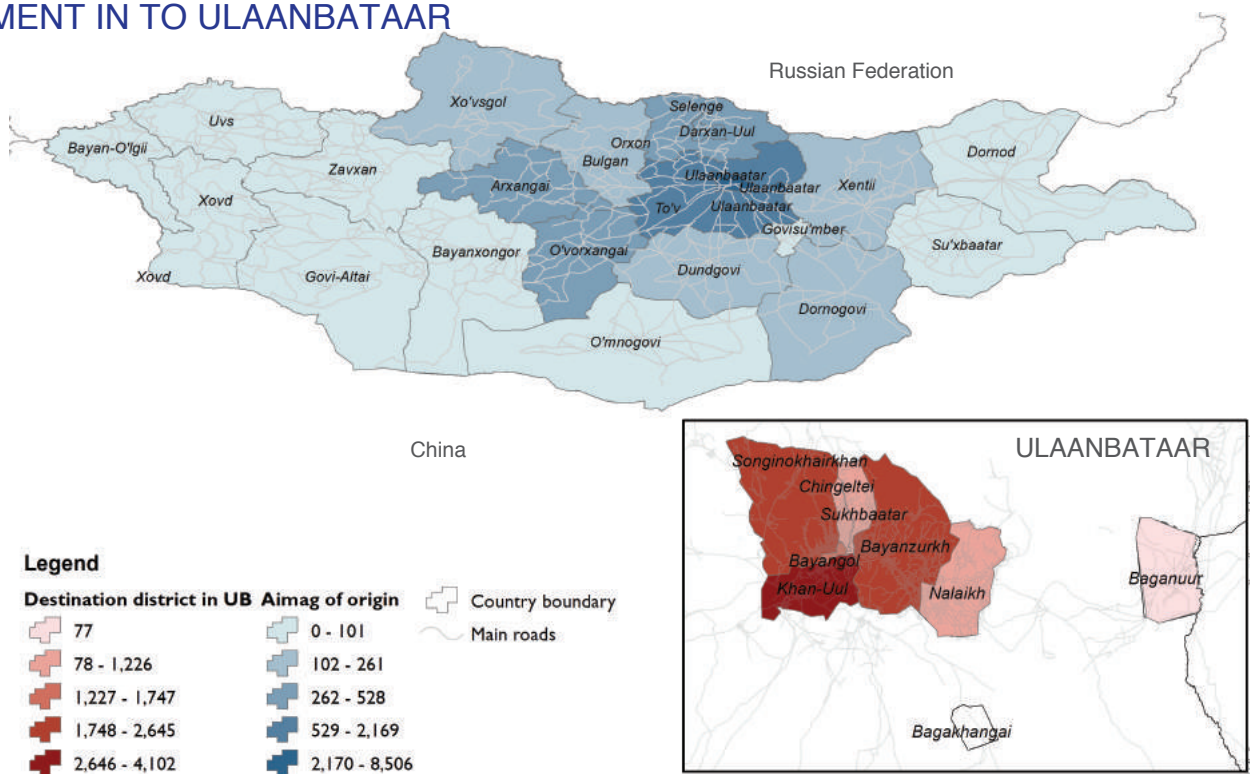 MENT IN TO ULAANBATAAR
Russian Federation
Xo'vsgol
Selenge
Uvs
Darxan-Uul
Bayan-O'lgii
Orxon
Dornod
Bulgan
Zavxan
Ulaanbaatar
Arxangai
Ulaanbaatar
Xentii
Xovd
To'v
Ulaanbaatar
Govisu'mber
Bayanxongor
O'vorxangai
Su'xbaatar
Xovd
Govi-Altai
Dundgovi
Dornogovi
O'mnogovi
China
ULAANBATAAR
Songinokhairkhan
Chingeltei
Sukhbaatar
Bayanzurkh
Bayangol
Khan-Uul
Nalaikh
Baganuur
Bagakhangai
Legend
Destination district in UB
77
78 - 1,226
1,227 - 1,747
1,748 - 2,645
2,646 - 4,102
Aimag of origin
0 - 101
102 - 261
262 - 528
529 - 2,169
2,170 - 8,506
Country boundary
Main roads